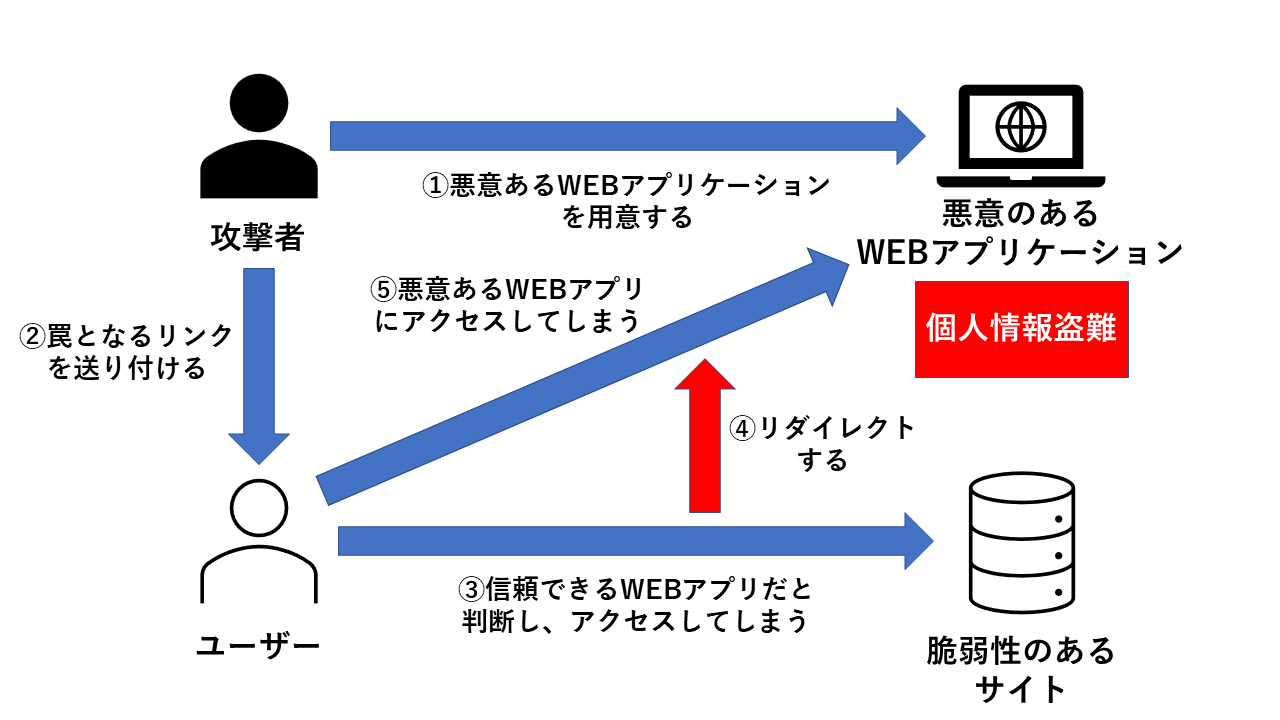 攻撃者
①悪意あるWEBアプリケーション
を用意する
悪意のある
WEBアプリケーション
個人情報盗難
②罠となるリンク
を送り付ける
⑤悪意あるWEBアプリ
にアクセスしてしまう
④リダイレクト
する
③信頼できるWEBアプリだと
判断し、アクセスしてしまう
ユーザー
脆弱性のある
サイト